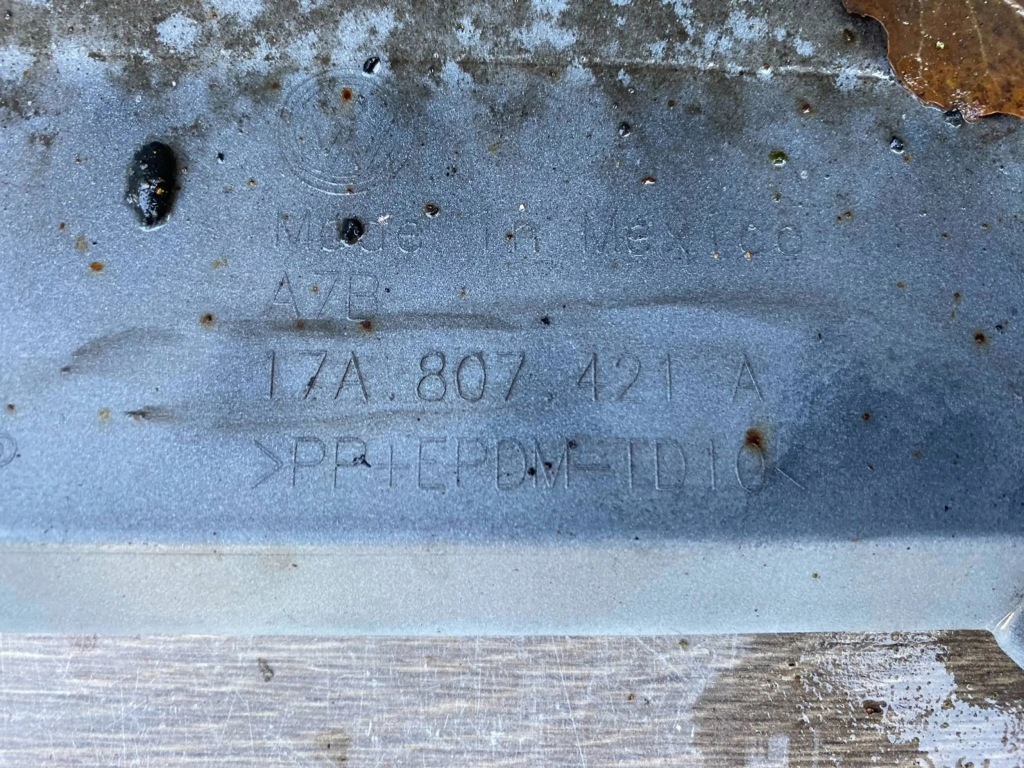 Made in Mexico
AZB
17A.807.421 A
>PP+EPDM-TD10<